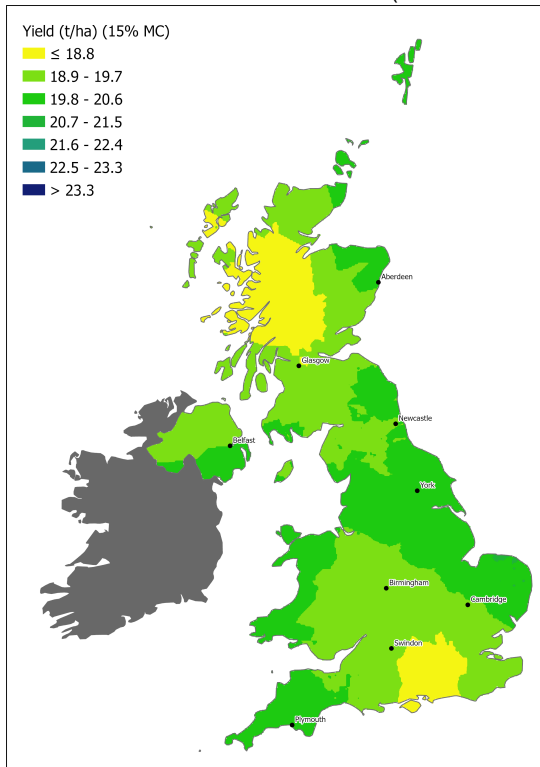 Yield (t/ha) (15% MC)
≤ 18.8
18.9 - 19.7
19.8 - 20.6
20.7 - 21.5
21.6 - 22.4
22.5 - 23.3
> 23.3
Aberdeen
Glasgow
Newcastle
Belfast
York
Birmingham
Cambridge
Swindon
Plymouth